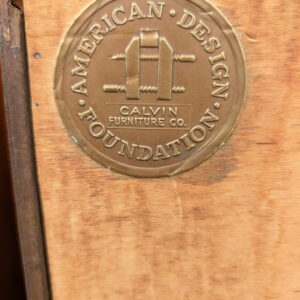 AMERICAN · DESIGN · FOUNDATION ·
CALVIN
FURNITURE CO.